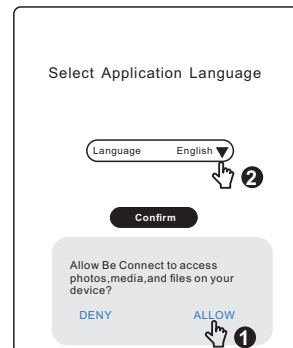 Select Application Language
Language English
2
Confirm
Allow Be Connect to access
photos,media,and files on your
device?
DENY ALLOW
1